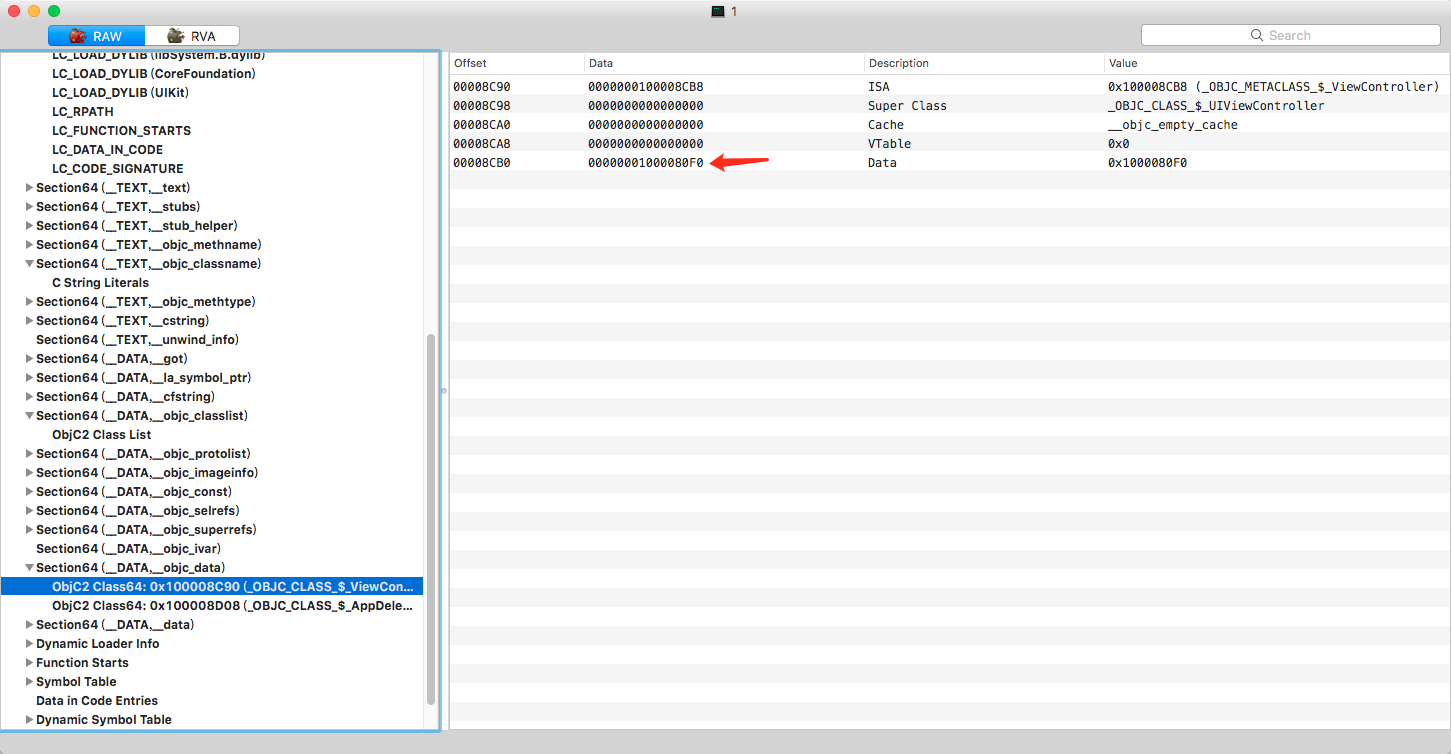 1
RAW RVA Search
LC_LOAD_DYLIB (libSystem.B.dylib)
LC_LOAD_DYLIB (CoreFoundation)
LC_LOAD_DYLIB (UIKit)
LC_RPATH
LC_FUNCTION_STARTS
LC_DATA_IN_CODE
LC_CODE_SIGNATURE
Section64 (__TEXT,__text)
Section64 (__TEXT,__stubs)
Section64 (__TEXT,__stub_helper)
Section64 (__TEXT,__objc_methname)
Section64 (__TEXT,__objc_classname)
C String Literals
Section64 (__TEXT,__objc_methtype)
Section64 (__TEXT,__cstring)
Section64 (__TEXT,__unwind_info)
Section64 (__DATA,__got)
Section64 (__DATA,__la_symbol_ptr)
Section64 (__DATA,__cfstring)
Section64 (__DATA,__objc_classlist)
ObjC2 Class List
Section64 (__DATA,__objc_protolist)
Section64 (__DATA,__objc_imageinfo)
Section64 (__DATA,__objc_const)
Section64 (__DATA,__objc_selrefs)
Section64 (__DATA,__objc_superrefs)
Section64 (__DATA,__objc_ivar)
Section64 (__DATA,__objc_data)
ObjC2 Class64: 0x100008C90 (_OBJC_CLASS_$_ViewCon...
ObjC2 Class64: 0x100008D08 (_OBJC_CLASS_$_AppDele...
Section64 (__DATA,__data)
Dynamic Loader Info
Function Starts
Symbol Table
Data in Code Entries
Dynamic Symbol Table
Offset Data Description Value
00008C90 0000000100008CB8 ISA 0x100008CB8 (_OBJC_METACLASS_$_ViewController)
00008C98 0000000000000000 Super Class _OBJC_CLASS_$_UIViewController
00008CA0 0000000000000000 Cache __objc_empty_cache
00008CA8 0000000000000000 VTable 0x0
00008CB0 00000001000080F0 Data 0x1000080F0